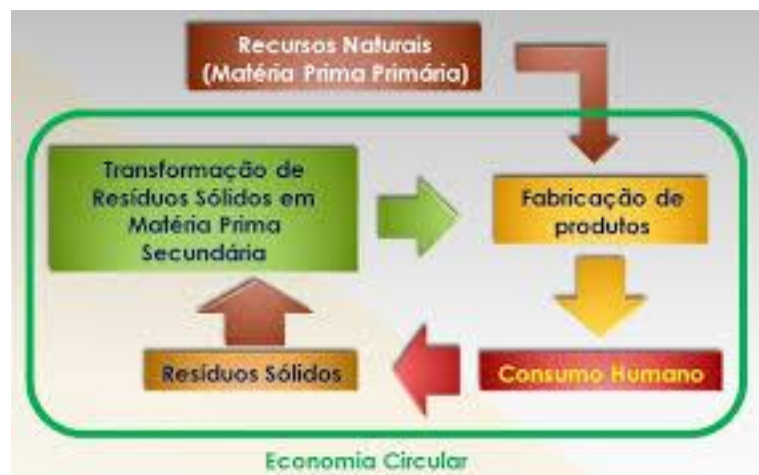 Recursos Naturais
(Matéria Prima Primária)
Transformação de
Resíduos Sólidos em
Matéria Prima
Secundária
Fabricação de
produtos
Resíduos Sólidos
Consumo Humano
Economia Circular